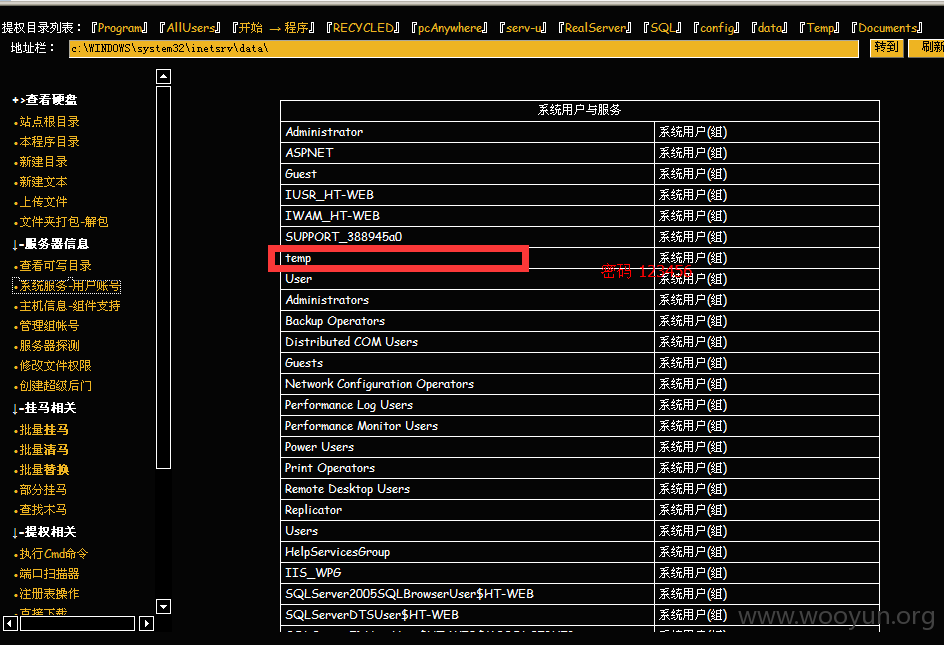 提权目录列表：『Program』 『AllUsers』 『开始 → 程序』 『RECYCLED』 『pcAnywhere』 『serv-u』 『RealServer』 『SQL』 『config』 『data』 『Temp』 『Documents』
地址栏： c:\WINDOWS\system32\inetsrv\data\ 转到 刷新
+>查看硬盘
站点根目录
本程序目录
新建目录
新建文本
上传文件
文件夹打包-解包
↓-服务器信息
查看可写目录
系统服务-用户账号
主机信息-组件支持
管理组帐号
服务器探测
修改文件权限
创建超级后门
↓-挂马相关
批量挂马
批量清马
批量替换
部分挂马
查找木马
↓-提权相关
执行Cmd命令
端口扫描器
注册表操作
直接下载
系统用户与服务
Administrator 系统用户(组)
ASPNET 系统用户(组)
Guest 系统用户(组)
IUSR_HT-WEB 系统用户(组)
IWAM_HT-WEB 系统用户(组)
SUPPORT_388945a0 系统用户(组)
temp 系统用户(组)
密码 123456
User 系统用户(组)
Administrators 系统用户(组)
Backup Operators 系统用户(组)
Distributed COM Users 系统用户(组)
Guests 系统用户(组)
Network Configuration Operators 系统用户(组)
Performance Log Users 系统用户(组)
Performance Monitor Users 系统用户(组)
Power Users 系统用户(组)
Print Operators 系统用户(组)
Remote Desktop Users 系统用户(组)
Replicator 系统用户(组)
Users 系统用户(组)
HelpServicesGroup 系统用户(组)
IIS_WPG 系统用户(组)
SQLServer2005SQLBrowserUser$HT-WEB 系统用户(组)
SQLServerDTSUser$HT-WEB 系统用户(组)
www.wooyun.org